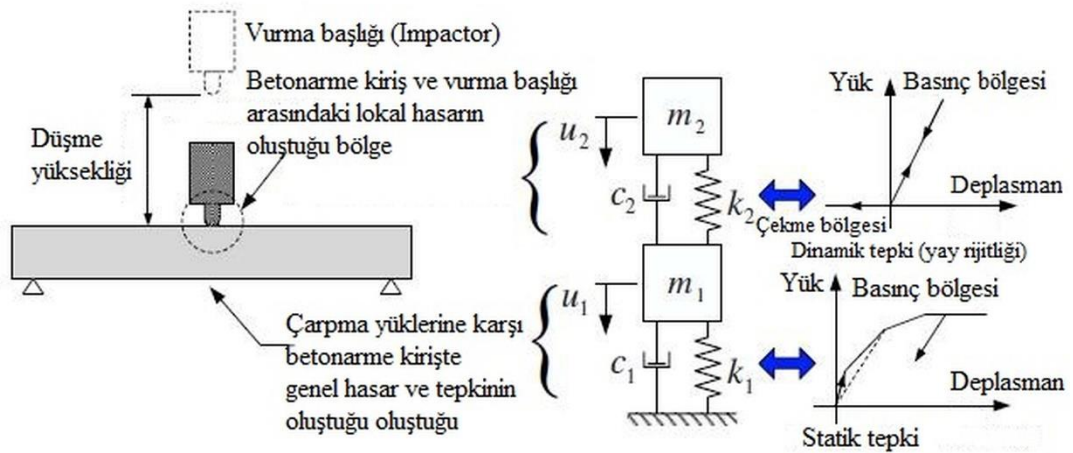 Vurma başlığı (Impactor)
Betonarme kiriş ve vurma başlığı
arasındaki lokal hasarın
oluştuğu bölge
Düşme
yüksekliği
Çarpma yüklerine karşı
betonarme kirişte
genel hasar ve tepkinin
oluştuğu oluştuğu
u2
m2
c2
k2
u1
m1
c1
k1
Yük
Basınç bölgesi
Deplasman
Çekme bölgesi
Dinamik tepki (yay rijitliği)
Yük
Basınç bölgesi
Deplasman
Statik tepki